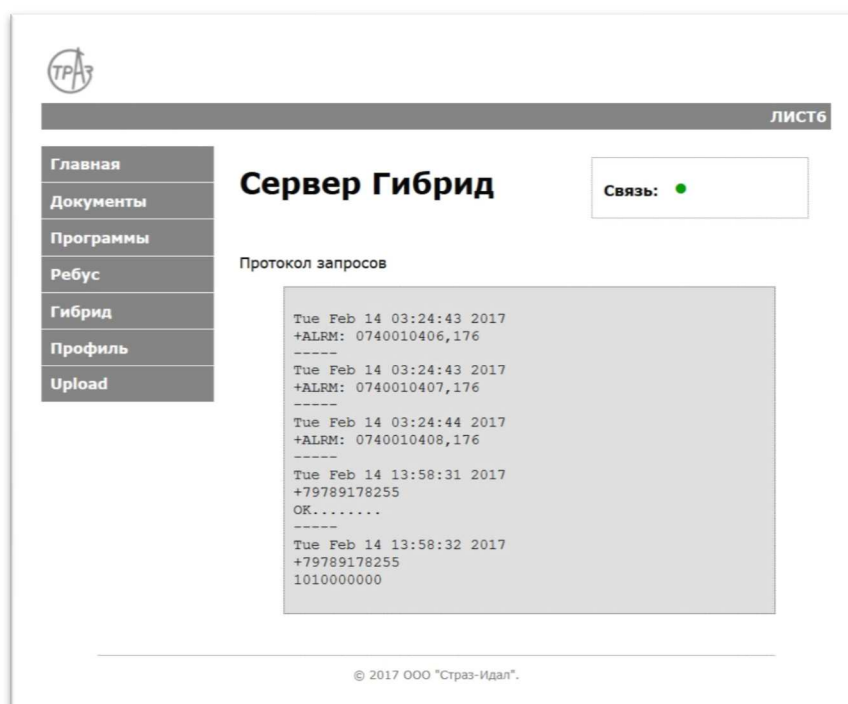 ТРАЗ
ЛИСТ6
Главная
Документы
Программы
Ребус
Гибрид
Профиль
Upload
Сервер Гибрид
Связь:
Протокол запросов
Tue Feb 14 03:24:43 2017
+ALRM: 0740010406,176
-----
Tue Feb 14 03:24:43 2017
+ALRM: 0740010407,176
-----
Tue Feb 14 03:24:44 2017
+ALRM: 0740010408,176
-----
Tue Feb 14 13:58:31 2017
+79789178255
OK........
-----
Tue Feb 14 13:58:32 2017
+79789178255
1010000000
© 2017 ООО "Страз-Идал".